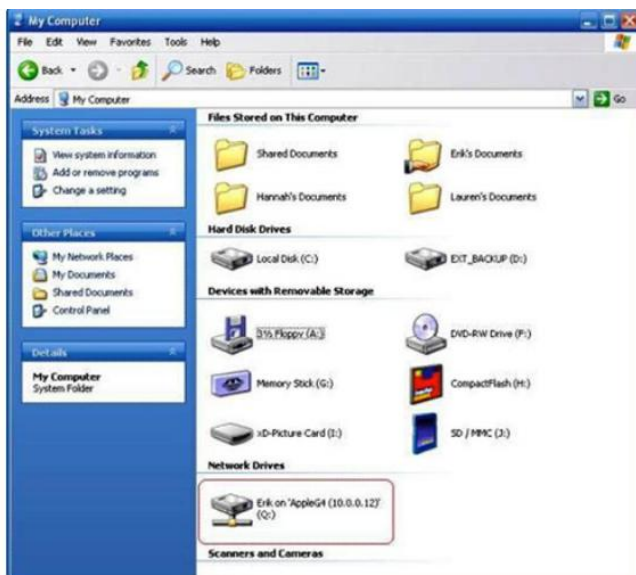 My Computer
File Edit View Favorites Tools Help
Back Search Folders
Address My Computer Go
System Tasks
View system information
Add or remove programs
Change a setting
Other Places
My Network Places
My Documents
Shared Documents
Control Panel
Details
My Computer
System Folder
Files Stored on This Computer
Shared Documents Erik's Documents
Hannah's Documents Lauren's Documents
Hard Disk Drives
Local Disk (C:) EXT_BACKUP (D:)
Devices with Removable Storage
3½ Floppy (A:) DVD-RW Drive (F:)
Memory Stick (G:) CompactFlash (H:)
xD-Picture Card (I:) SD / MMC (J:)
Network Drives
Erik on 'AppleG4 (10.0.0.12)'
(Q:)
Scanners and Cameras